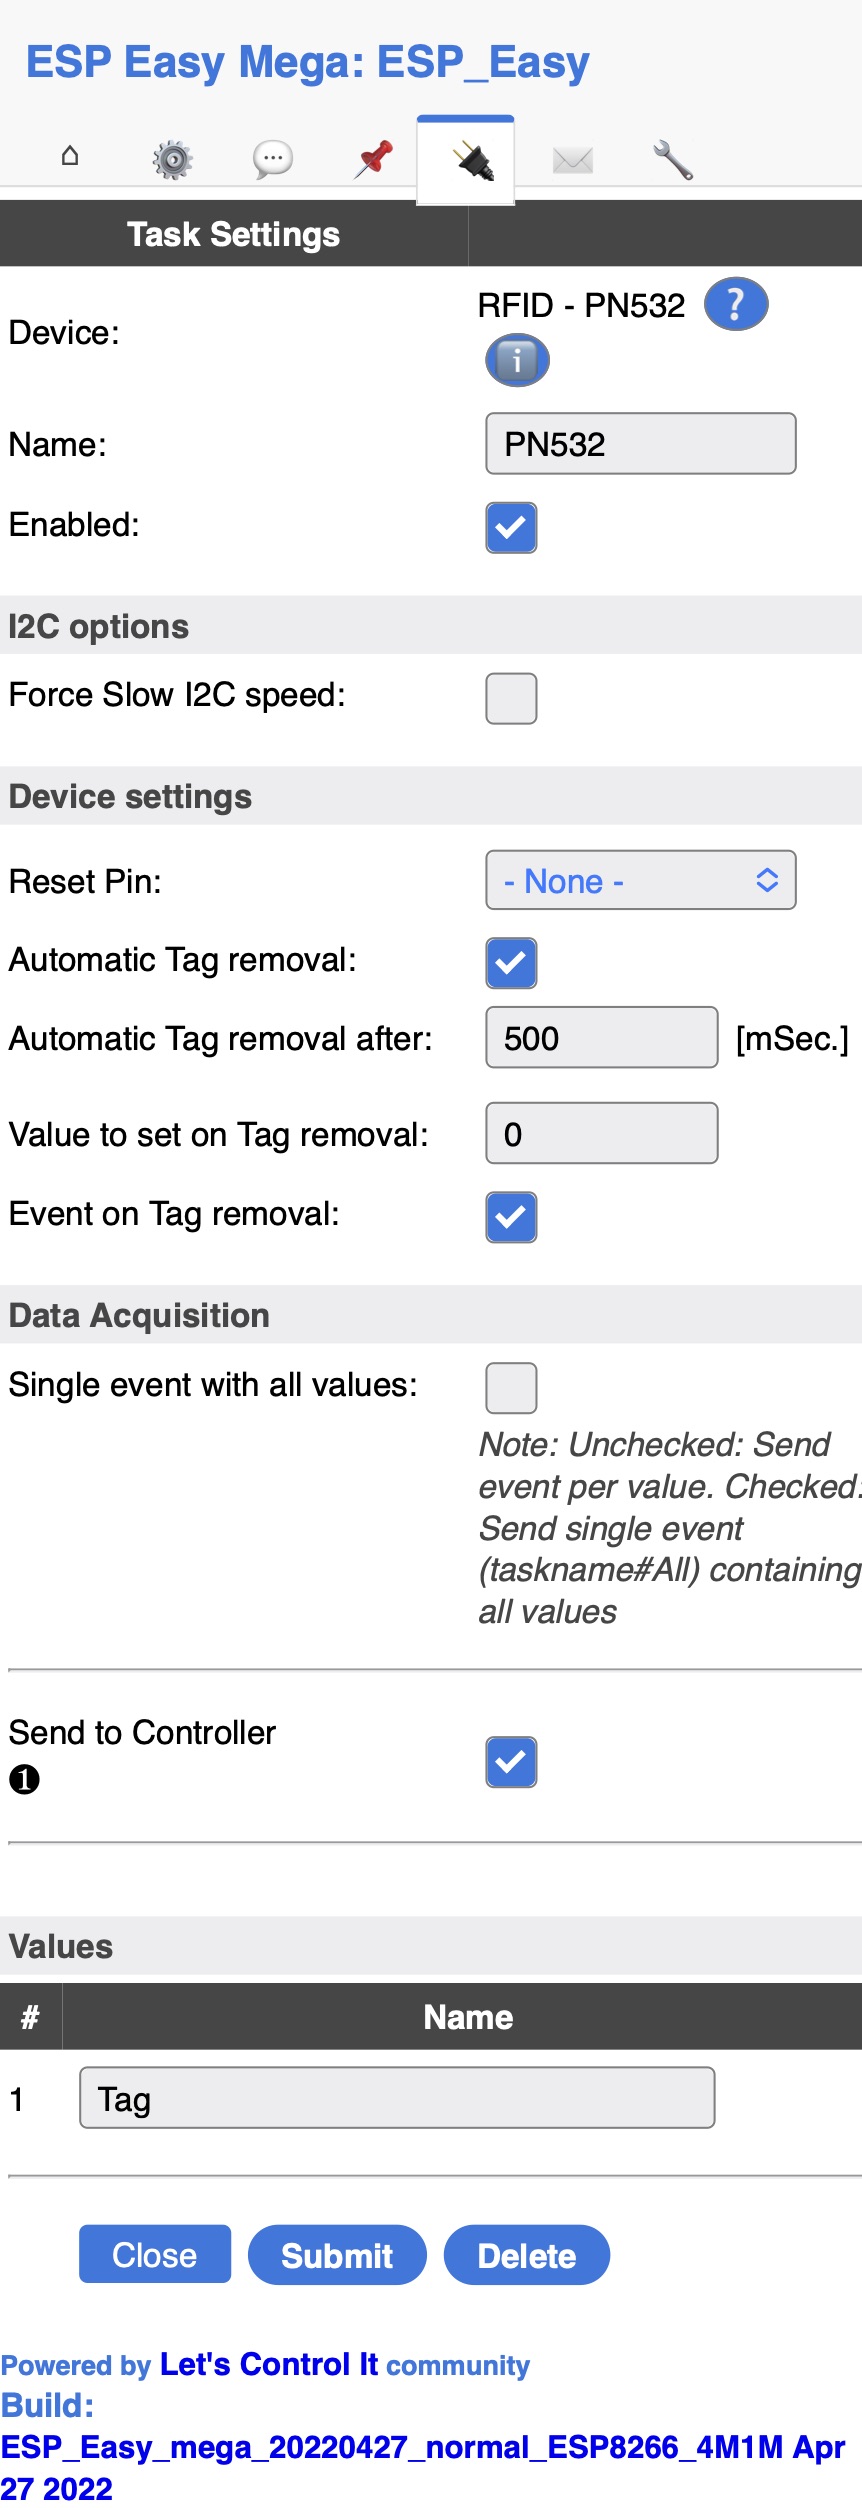 ESP Easy Mega: ESP_Easy
Task Settings
Device:
RFID - PN532 ?
i
Name:
PN532
Enabled:
I2C options
Force Slow I2C speed:
Device settings
Reset Pin:
- None -
Automatic Tag removal:
Automatic Tag removal after:
500 [mSec.]
Value to set on Tag removal:
0
Event on Tag removal:
Data Acquisition
Single event with all values:
Note: Unchecked: Send
event per value. Checked:
Send single event
(taskname#All) containing
all values
Send to Controller
❶
Values
# Name
1 Tag
Close Submit Delete
Powered by Let's Control It community
Build:
ESP_Easy_mega_20220427_normal_ESP8266_4M1M Apr
27 2022